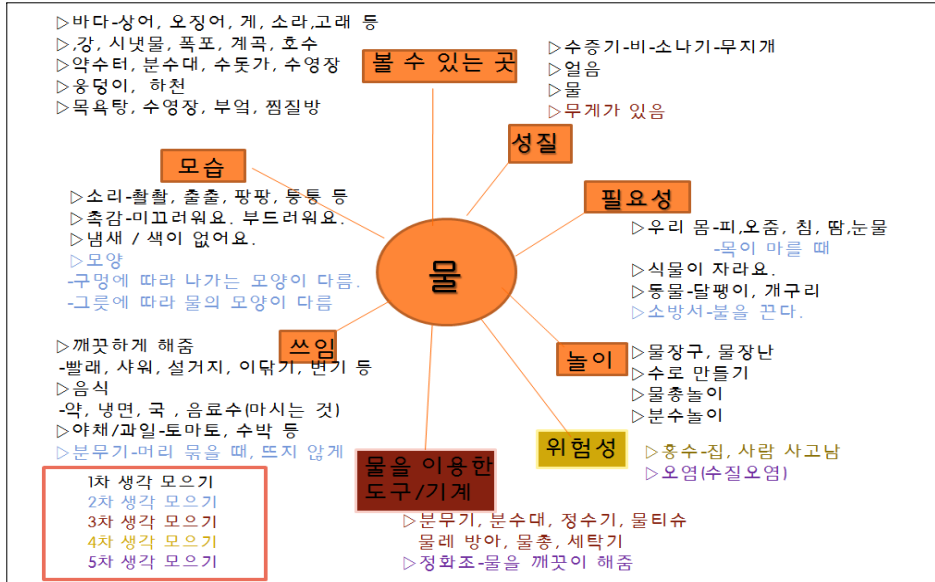 ▷바다-상어, 오징어, 게, 소라,고래 등
▷,강, 시냇물, 폭포, 계곡, 호수
▷약수터, 분수대, 수돗가, 수영장
▷웅덩이, 하천
▷목욕탕, 수영장, 부엌, 찜질방
볼 수 있는 곳
▷수증기-비-소나기-무지개
▷얼음
▷물
▷무게가 있음
성질
모습
▷소리-촬촬, 출출, 팡팡, 통통 등
▷촉감-미끄러워요. 부드러워요.
▷냄새 / 색이 없어요.
▷모양
-구멍에 따라 나가는 모양이 다름.
-그릇에 따라 물의 모양이 다름
필요성
▷우리 몸-피,오줌, 침, 땀,눈물
-목이 마를 때
▷식물이 자라요.
▷동물-달팽이, 개구리
▷소방서-불을 끈다.
물
쓰임
▷깨끗하게 해줌
-빨래, 샤워, 설거지, 이닦기, 변기 등
▷음식
-약, 냉면, 국 , 음료수(마시는 것)
▷야채/과일-토마토, 수박 등
▷분무기-머리 묶을 때, 뜨지 않게
놀이
▷물장구, 물장난
▷수로 만들기
▷물총놀이
▷분수놀이
위험성
▷홍수-집, 사람 사고남
▷오염(수질오염)
물을 이용한
도구/기계
▷분무기, 분수대, 정수기, 물티슈
물레 방아, 물총, 세탁기
▷정화조-물을 깨끗이 해줌
1차 생각 모으기
2차 생각 모으기
3차 생각 모으기
4차 생각 모으기
5차 생각 모으기